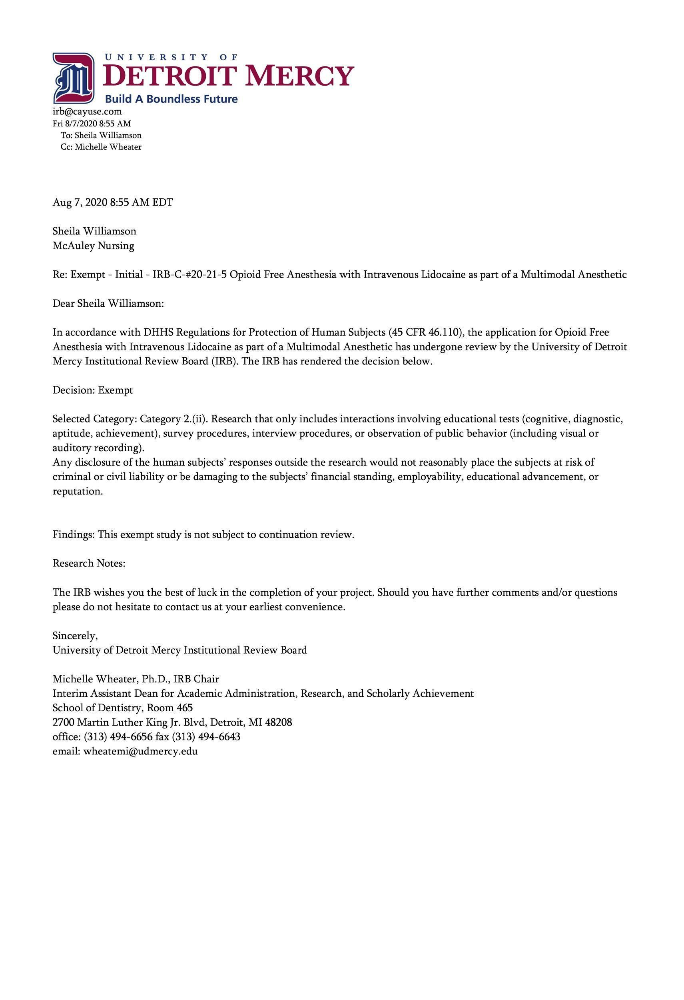 UNIVERSITY OF
DETROIT MERCY
Build A Boundless Future
irb@cayuse.com
Fri 8/7/2020 8:55 AM
To: Sheila Williamson
Cc: Michelle Wheater
Aug 7, 2020 8:55 AM EDT
Sheila Williamson
McAuley Nursing
Re: Exempt - Initial - IRB-C-#20-21-5 Opioid Free Anesthesia with Intravenous Lidocaine as part of a Multimodal Anesthetic
Dear Sheila Williamson:
In accordance with DHHS Regulations for Protection of Human Subjects (45 CFR 46.110), the application for Opioid Free
Anesthesia with Intravenous Lidocaine as part of a Multimodal Anesthetic has undergone review by the University of Detroit
Mercy Institutional Review Board (IRB). The IRB has rendered the decision below.
Decision: Exempt
Selected Category: Category 2.(ii). Research that only includes interactions involving educational tests (cognitive, diagnostic,
aptitude, achievement), survey procedures, interview procedures, or observation of public behavior (including visual or
auditory recording).
Any disclosure of the human subjects’ responses outside the research would not reasonably place the subjects at risk of
criminal or civil liability or be damaging to the subjects’ financial standing, employability, educational advancement, or
reputation.
Findings: This exempt study is not subject to continuation review.
Research Notes:
The IRB wishes you the best of luck in the completion of your project. Should you have further comments and/or questions
please do not hesitate to contact us at your earliest convenience.
Sincerely,
University of Detroit Mercy Institutional Review Board
Michelle Wheater, Ph.D., IRB Chair
Interim Assistant Dean for Academic Administration, Research, and Scholarly Achievement
School of Dentistry, Room 465
2700 Martin Luther King Jr. Blvd, Detroit, MI 48208
office: (313) 494-6656 fax (313) 494-6643
email: wheatemi@udmercy.edu